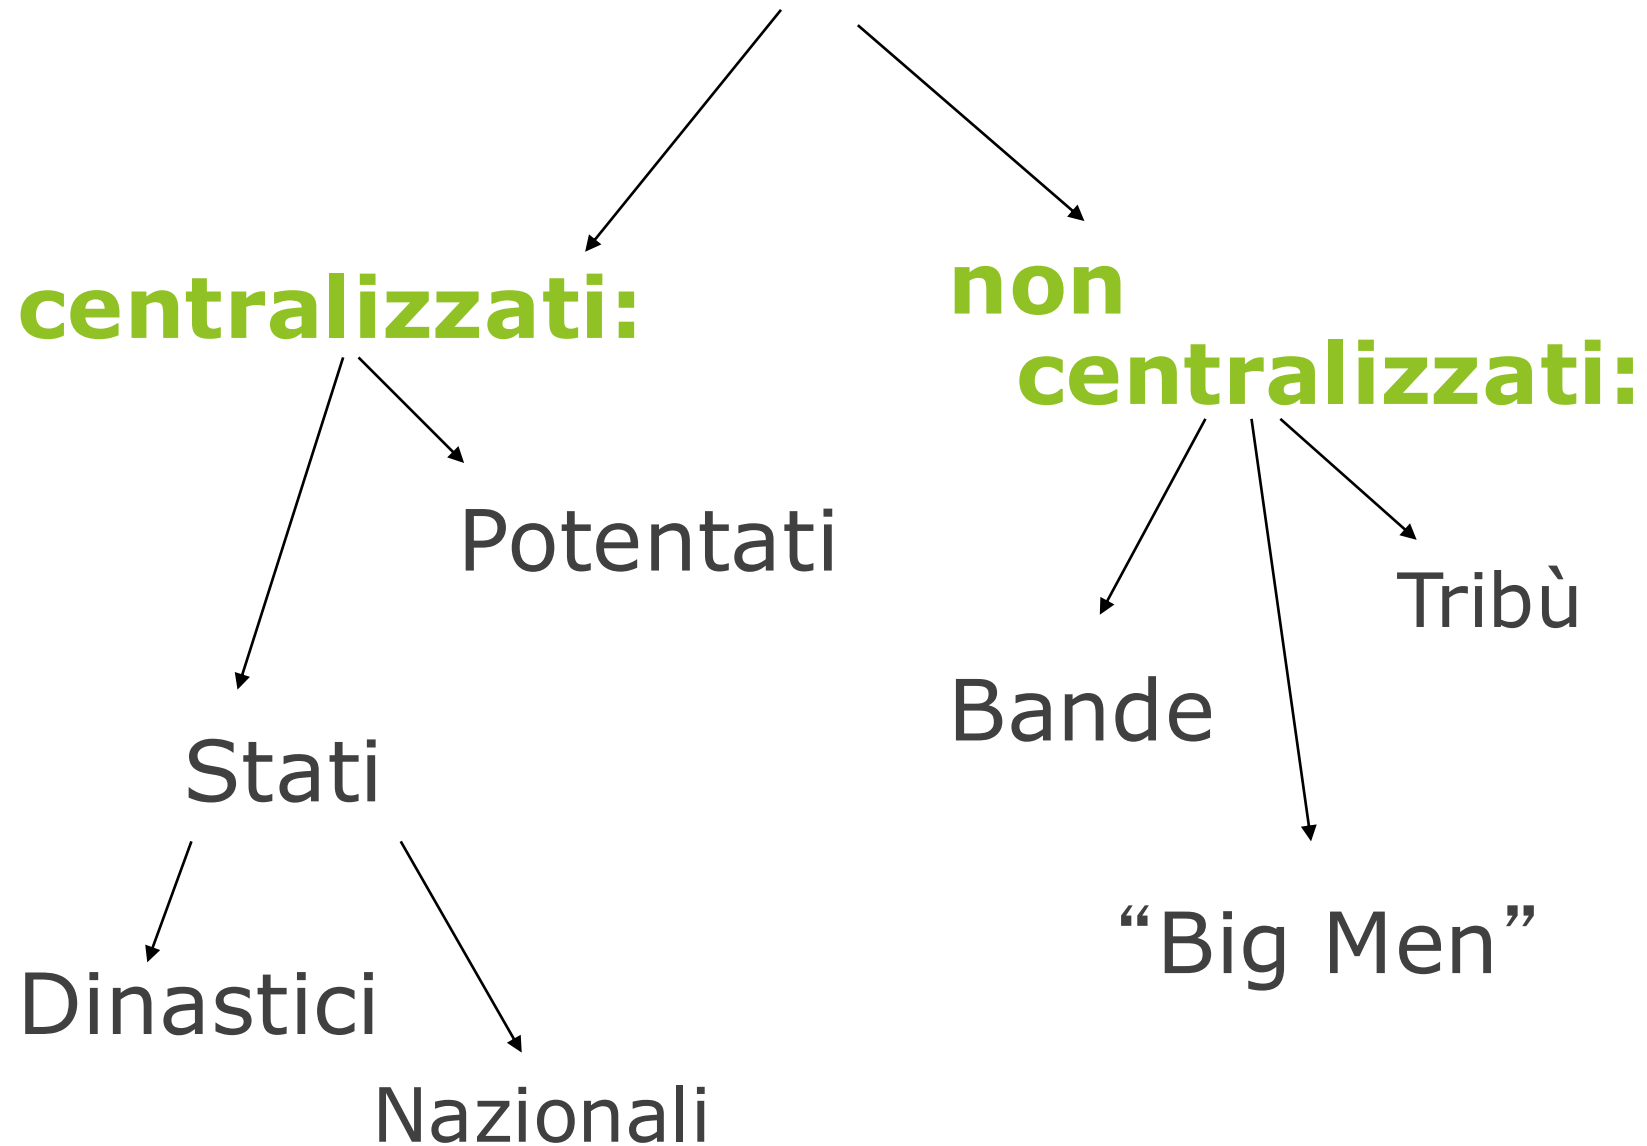 centralizzati:
non
centralizzati:
Potentati
Tribù
Bande
Stati
“Big Men”
Dinastici
Nazionali